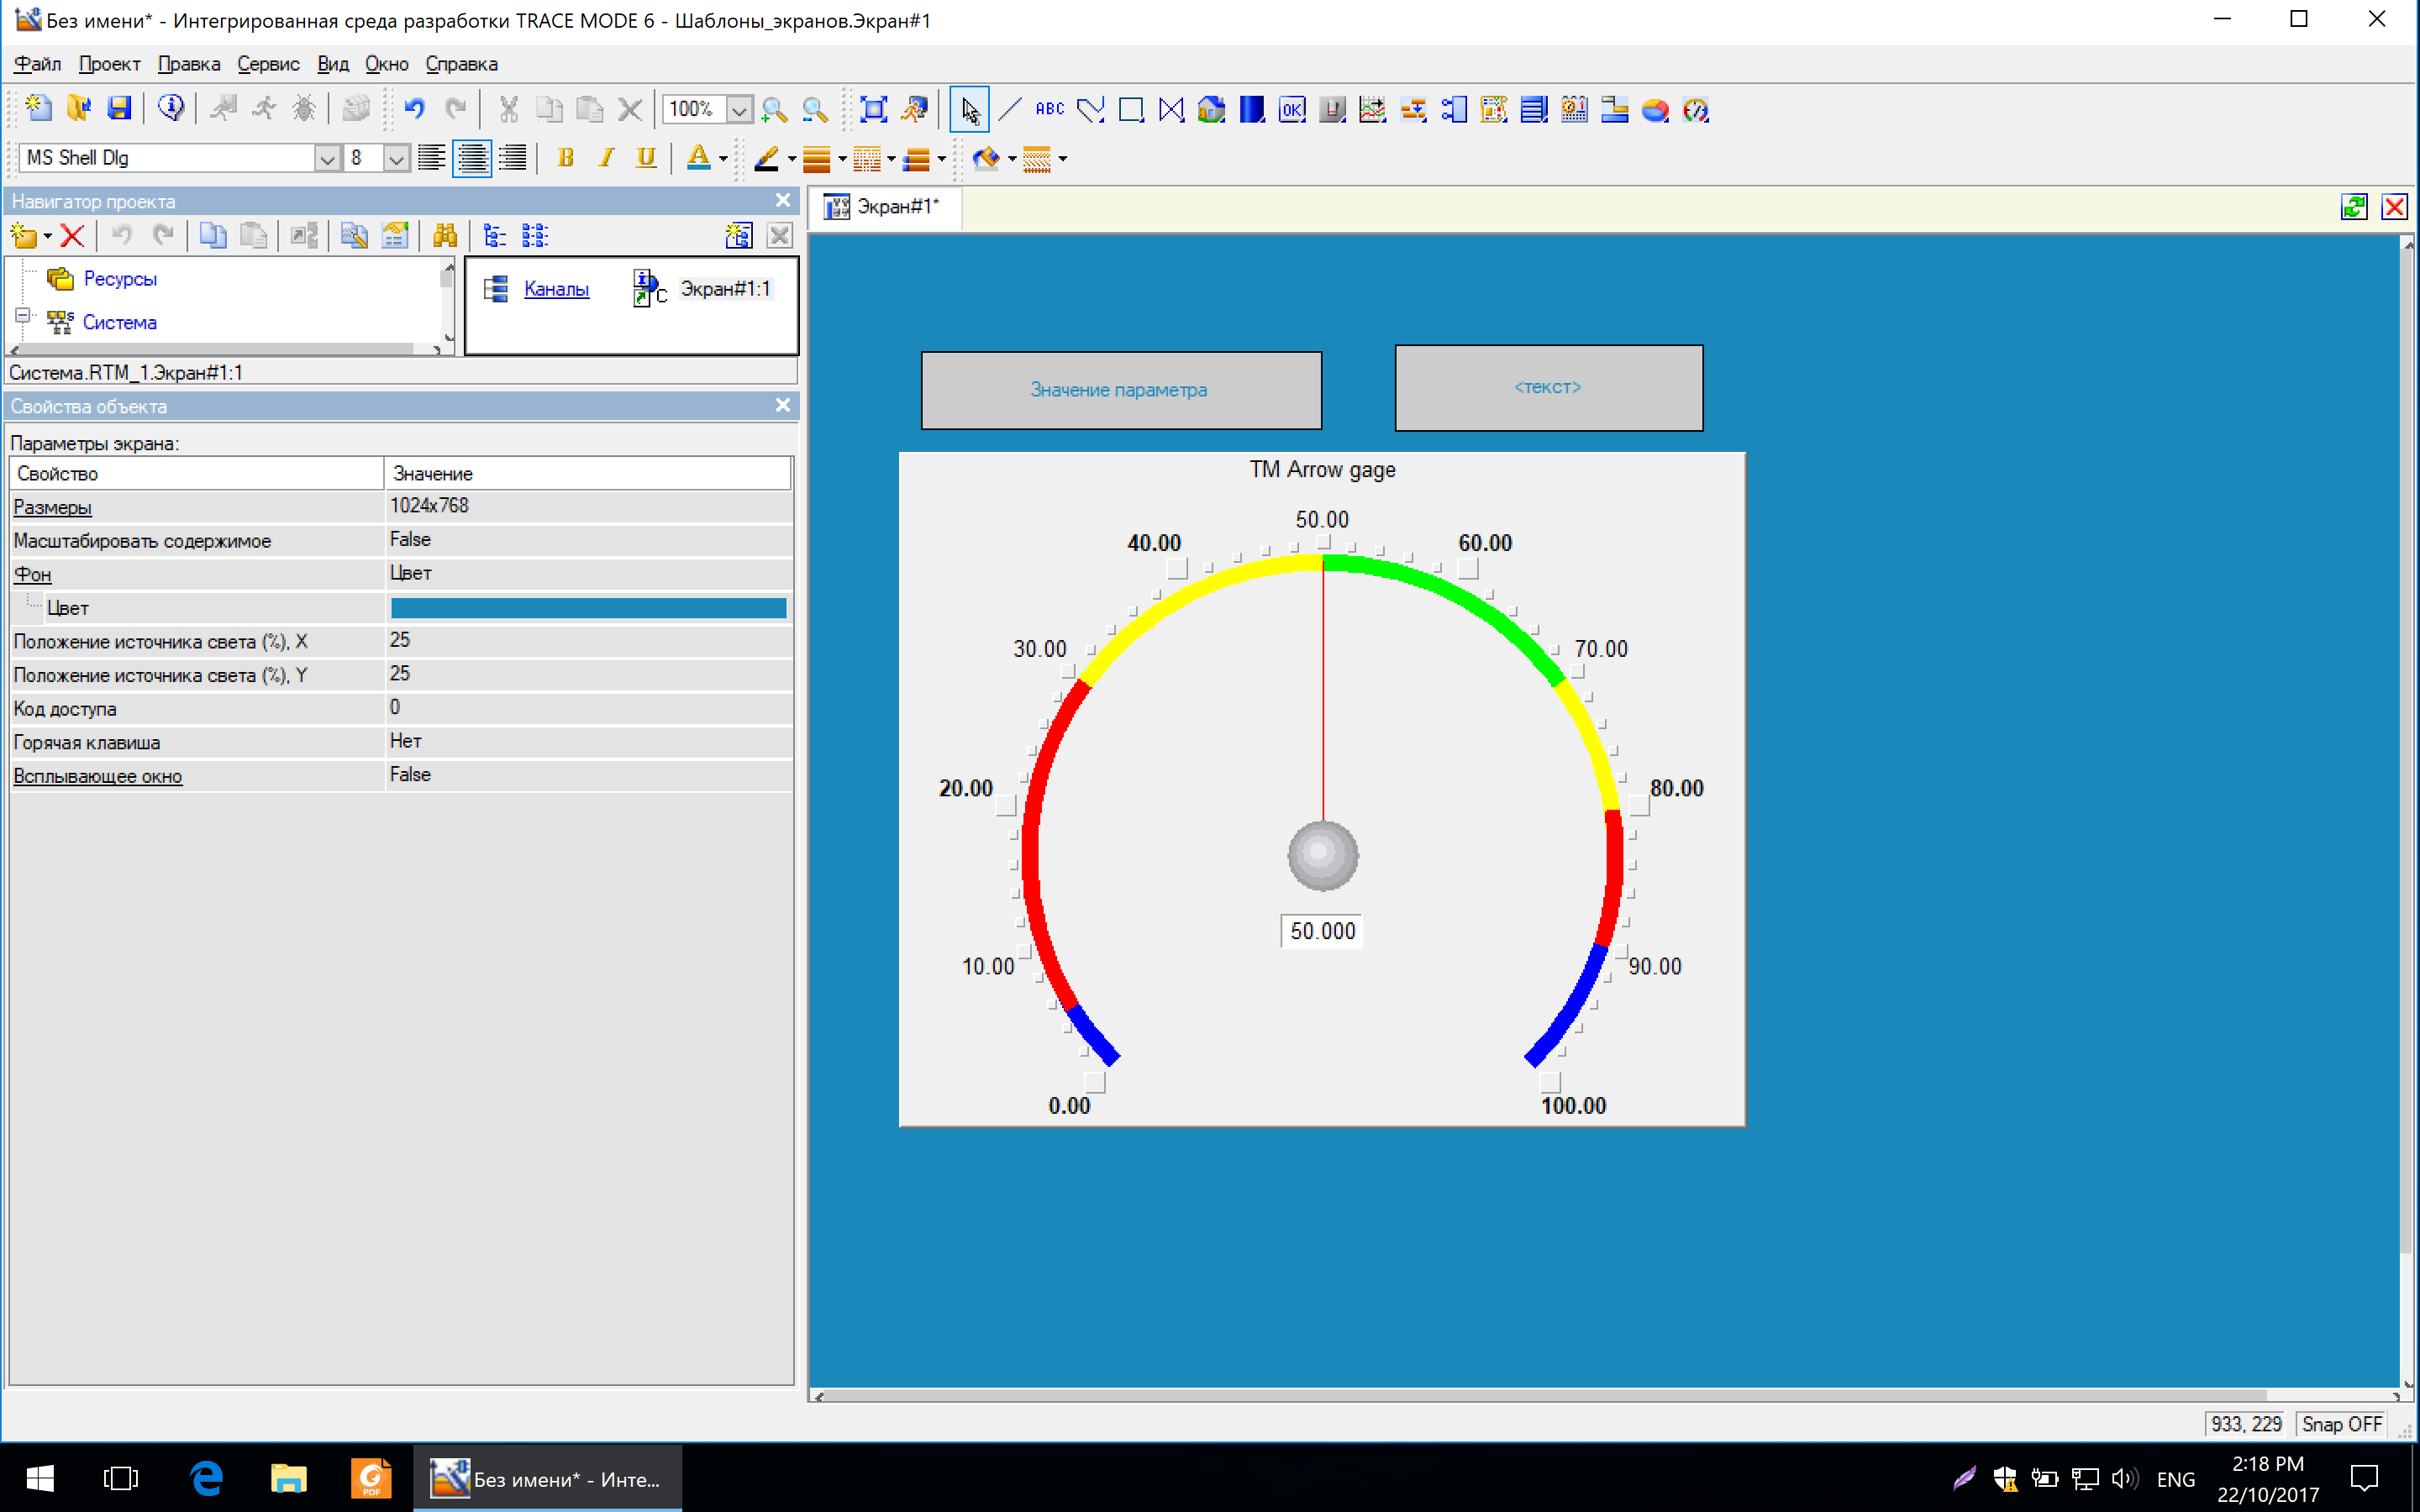 Без имени* - Интегрированная среда разработки TRACE MODE 6 - Шаблоны_экранов.Экран#1
Файл Проект Правка Сервис Вид Окно Справка
100% ABC OK
MS Shell Dlg 8 B I U A
Навигатор проекта
Экран#1*
Ресурсы
Система
Каналы Экран#1:1
Система.RTM_1.Экран#1:1
Свойства объекта
Параметры экрана:
Свойство Значение
Размеры 1024x768
Масштабировать содержимое False
Фон Цвет
Цвет
Положение источника света (%), X 25
Положение источника света (%), Y 25
Код доступа 0
Горячая клавиша Нет
Всплывающее окно False
Значение параметра
<текст>
TM Arrow gage
50.00
40.00 60.00
30.00 70.00
20.00 80.00
50.000
10.00 90.00
0.00 100.00
933, 229 Snap OFF
Без имени* - Инте...
PDF
ENG
2:18 PM
22/10/2017